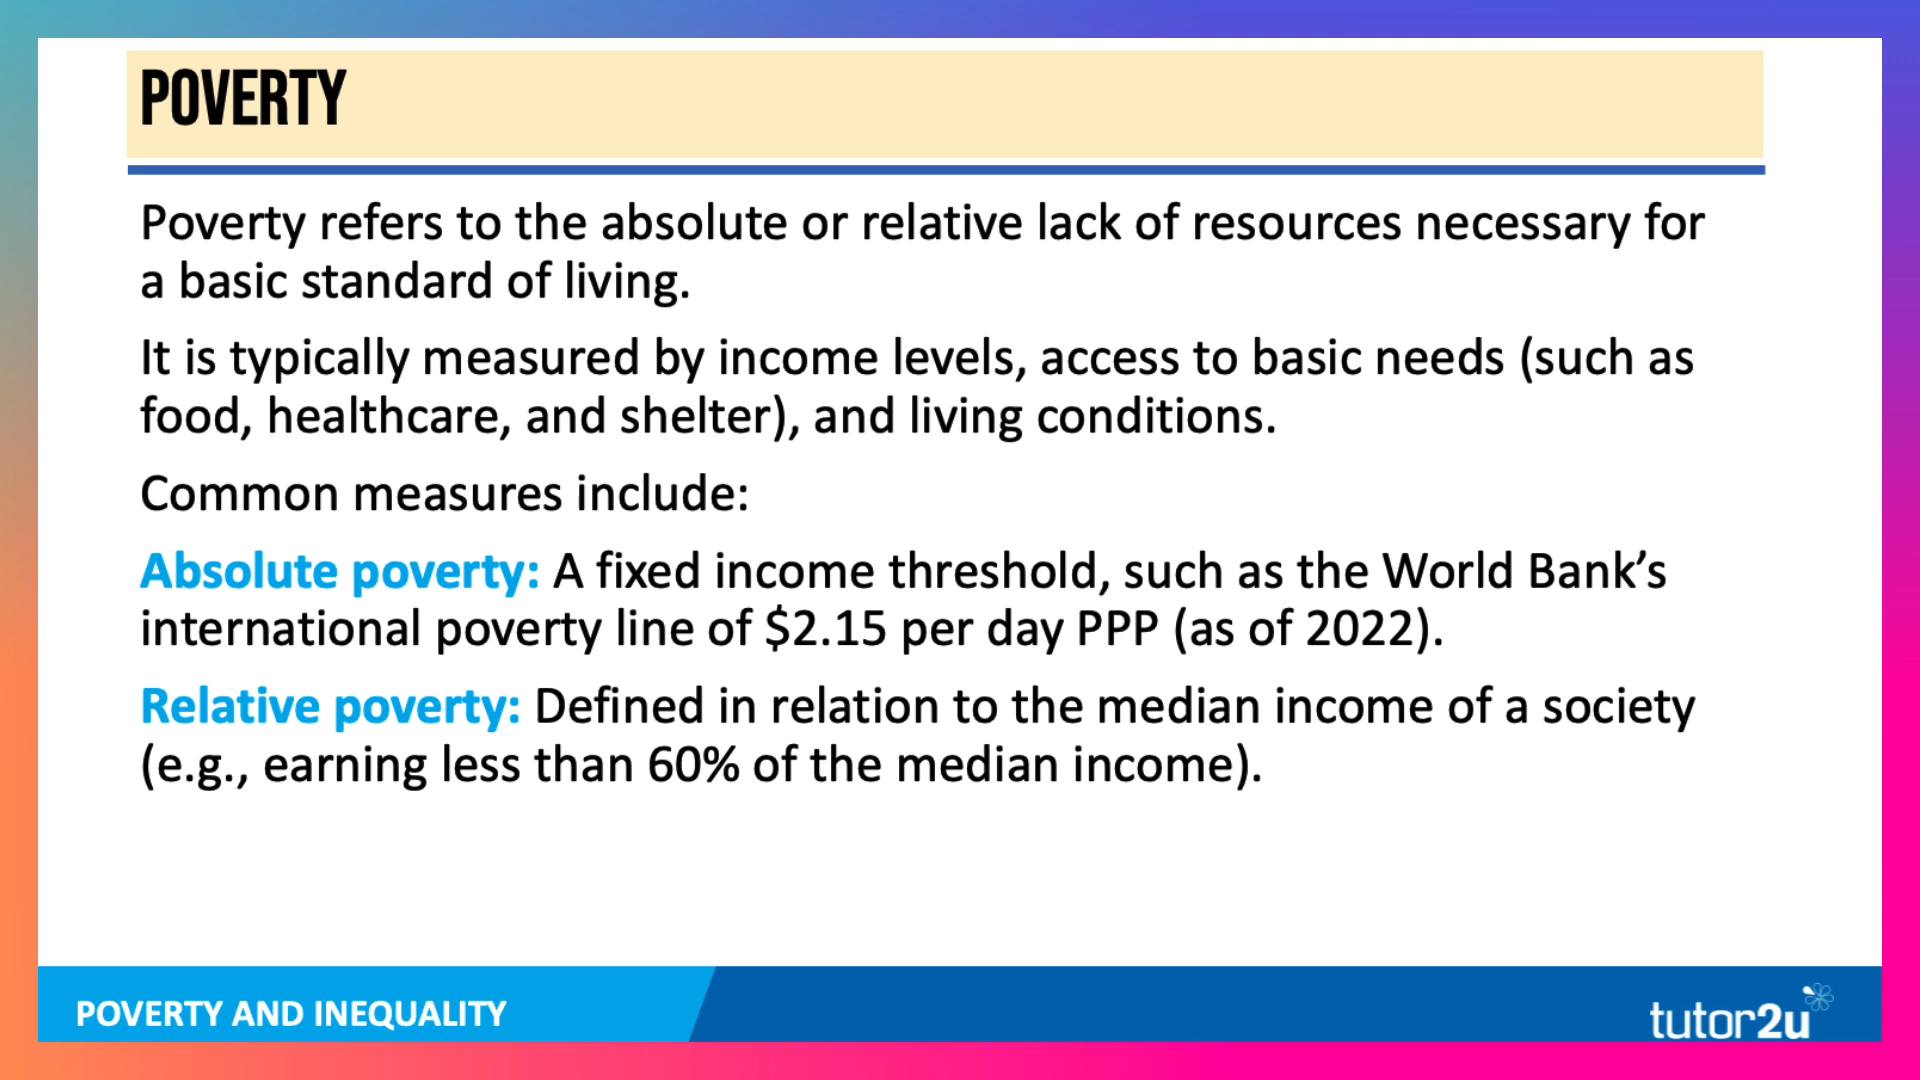 POVERTY
Poverty refers to the absolute or relative lack of resources necessary for
a basic standard of living.
It is typically measured by income levels, access to basic needs (such as
food, healthcare, and shelter), and living conditions.
Common measures include:
Absolute poverty: A fixed income threshold, such as the World Bank’s
international poverty line of $2.15 per day PPP (as of 2022).
Relative poverty: Defined in relation to the median income of a society
(e.g., earning less than 60% of the median income).
POVERTY AND INEQUALITY
tutor2u